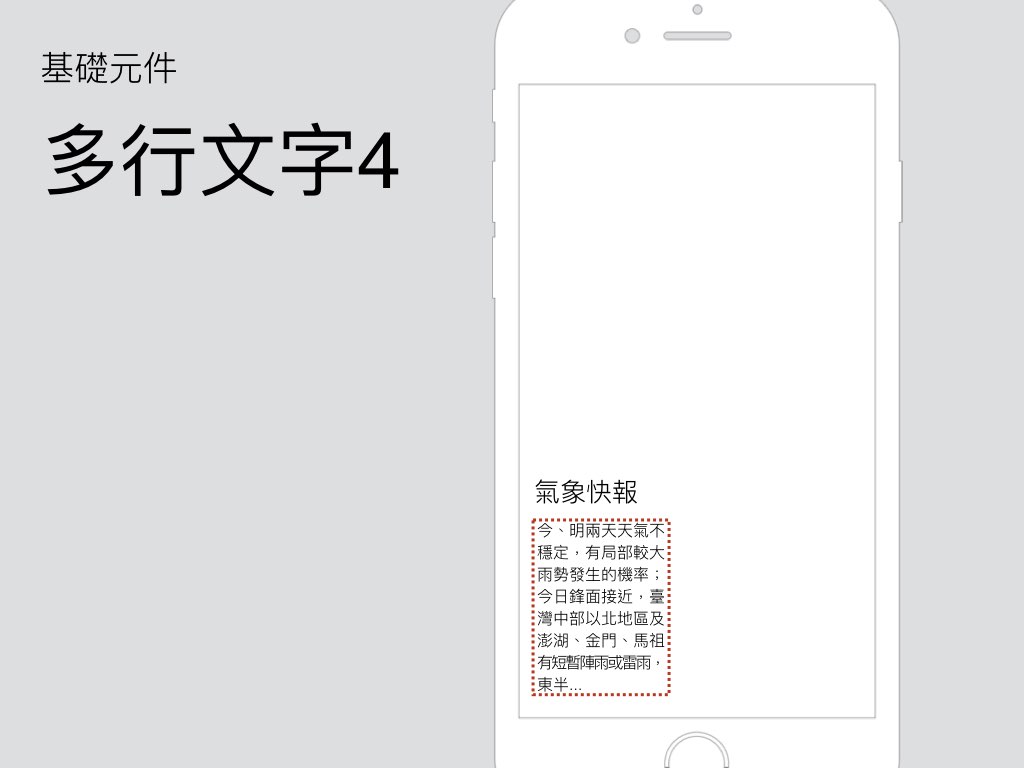 基礎元件
多行文字4
氣象快報
今、明兩天天氣不
穩定，有局部較大
雨勢發生的機率；
今日鋒面接近，臺
灣中部以北地區及
澎湖、金門、馬祖
有短暫陣雨或雷雨，
東半...